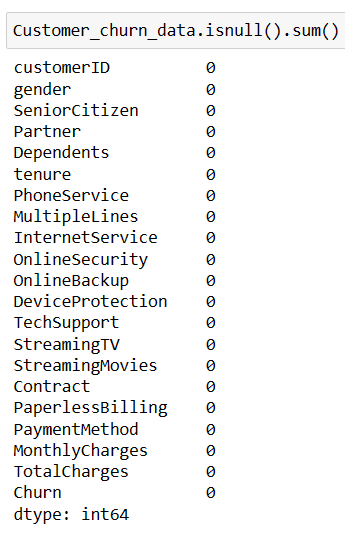 Customer_churn_data.isnull().sum()
customerID 0
gender 0
SeniorCitizen 0
Partner 0
Dependents 0
tenure 0
PhoneService 0
MultipleLines 0
InternetService 0
OnlineSecurity 0
OnlineBackup 0
DeviceProtection 0
TechSupport 0
StreamingTV 0
StreamingMovies 0
Contract 0
PaperlessBilling 0
PaymentMethod 0
MonthlyCharges 0
TotalCharges 0
Churn 0
dtype: int64